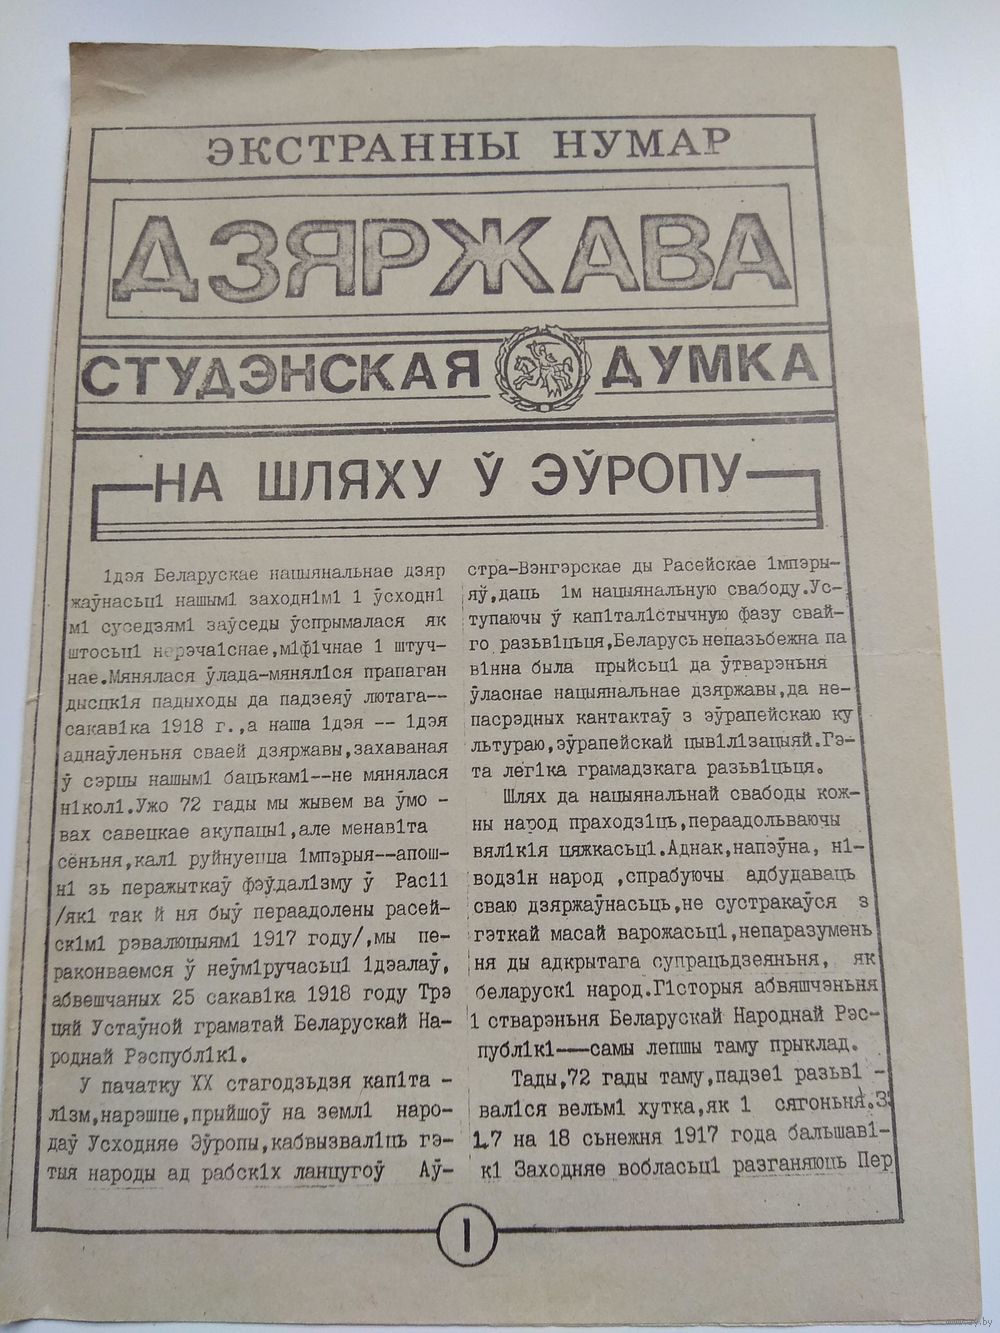 ЭКСТРАННЫ НУМАР
ДЗЯРЖАВА
СТУДЭНСКАЯ ДУМКА
НА ШЛЯХУ Ў ЭЎРОПУ
1дэя Беларускае нацыянальнае дзяр
жаўнасьц1 нашым1 заходн1м1 1 ўсходн1
м1 суседзям1 заўседы ўспрымалася як
штосьц1 нерэча1снае,м1ф1чнае 1 штуч-
нае.Мянялася ўлада-мянял1ся прапаган
дысцк1я падыходы да падзеяў лютага--
сакав1ка 1918 г.,а наша 1дэя -- 1дэя
аднаўленьня сваей дзяржавы,захаваная
ў сэрцы нашым1 бацькам1--не мянялася
н1кол1.Ужо 72 гады мы жывем ва ўмо -
вах савецкае акупацы1,але менав1та
сёньня,кал1 руйнуецца 1мпэрыя--апош-
н1 зь перажыткаў фэўдал1зму ў Рас11
/як1 так й ня быў пераадолены расей-
ск1м1 рэвалюцыям1 1917 году/,мы пе-
раконваемся ў неўм1ручасьц1 1дэалаў,
абвешчаных 25 сакав1ка 1918 году Трэ
цяй Устаўной граматай Беларускай На-
роднай Рэспубл1к1.
У пачатку ХХ стагодзьдзя кап1та -
л1зм,нарэшце,прыйшоў на земл1 наро-
даў Усходняе Эўропы,кабвызвал1ць гэ-
тыя народы ад рабск1х ланцугоў Аў-
стра-Вэнгэрскае ды Расейскае 1мпэры-
яў,даць 1м нацыянальную свабоду.Ус-
тупаючы ў кап1тал1стычную фазу свай-
го разьв1цьця,Беларусь непазьбежна па
в1нна была прыйсьц1 да ўтварэньня
ўласнае нацыянальнае дзяржавы,да не-
пасрэдных кантактаў з эўрапейскаю ку
льтураю,эўрапейскай цыв1л1зацыяй.Гэ-
та лёг1ка грамадзкага разьв1цьця.
Шлях да нацыянальнай свабоды кож-
ны народ праходз1ць,пераадольваючы
вял1к1я цяжкасьц1.Аднак,напэўна, н1-
водз1н народ ,спрабуючы адбудаваць
сваю дзяржаўнасьць,не сустракаўся з
гэткай масай варожасьц1,непаразумень
ня ды адкрытага супрацьдзеяньня, як
беларуск1 народ.Г1сторыя абвяшчэньня
1 стварэньня Беларускай Народнай Рэс-
публ1к1--самы лепшы таму прыклад.
Тады,72 гады таму,падзе1 разьв1 -
вал1ся вельм1 хутка,як 1 сягоньня.З
17 на 18 сьнежня 1917 года бальшав1-
к1 Заходняе вобласьц1 разганяюць Пер
1